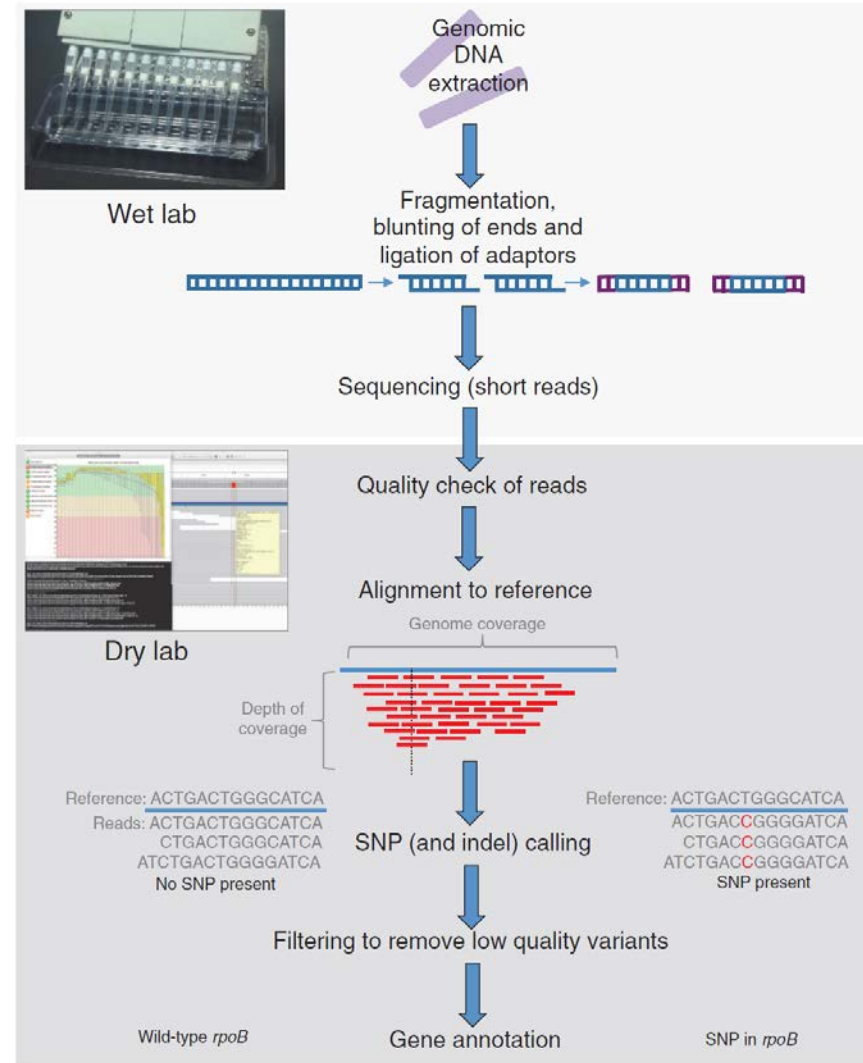 Genomic
DNA
extraction
Wet lab
Fragmentation,
blunting of ends and
ligation of adaptors
Sequencing (short reads)
Quality check of reads
Alignment to reference
Dry lab
Genome coverage
Depth of
coverage
Reference: ACTGACTGGGCATCA
Reads: ACTGACTGGGCATCA
CTGACTGGGCATCA
ATCTGACTGGGGATCA
No SNP present
SNP (and indel) calling
Reference: ACTGACTGGGCATCA
ACTGACCGGGGATCA
CTGACCGGGGATCA
ATCTGACCGGGGATCA
SNP present
Filtering to remove low quality variants
Wild-type rpoB
Gene annotation
SNP in rpoB